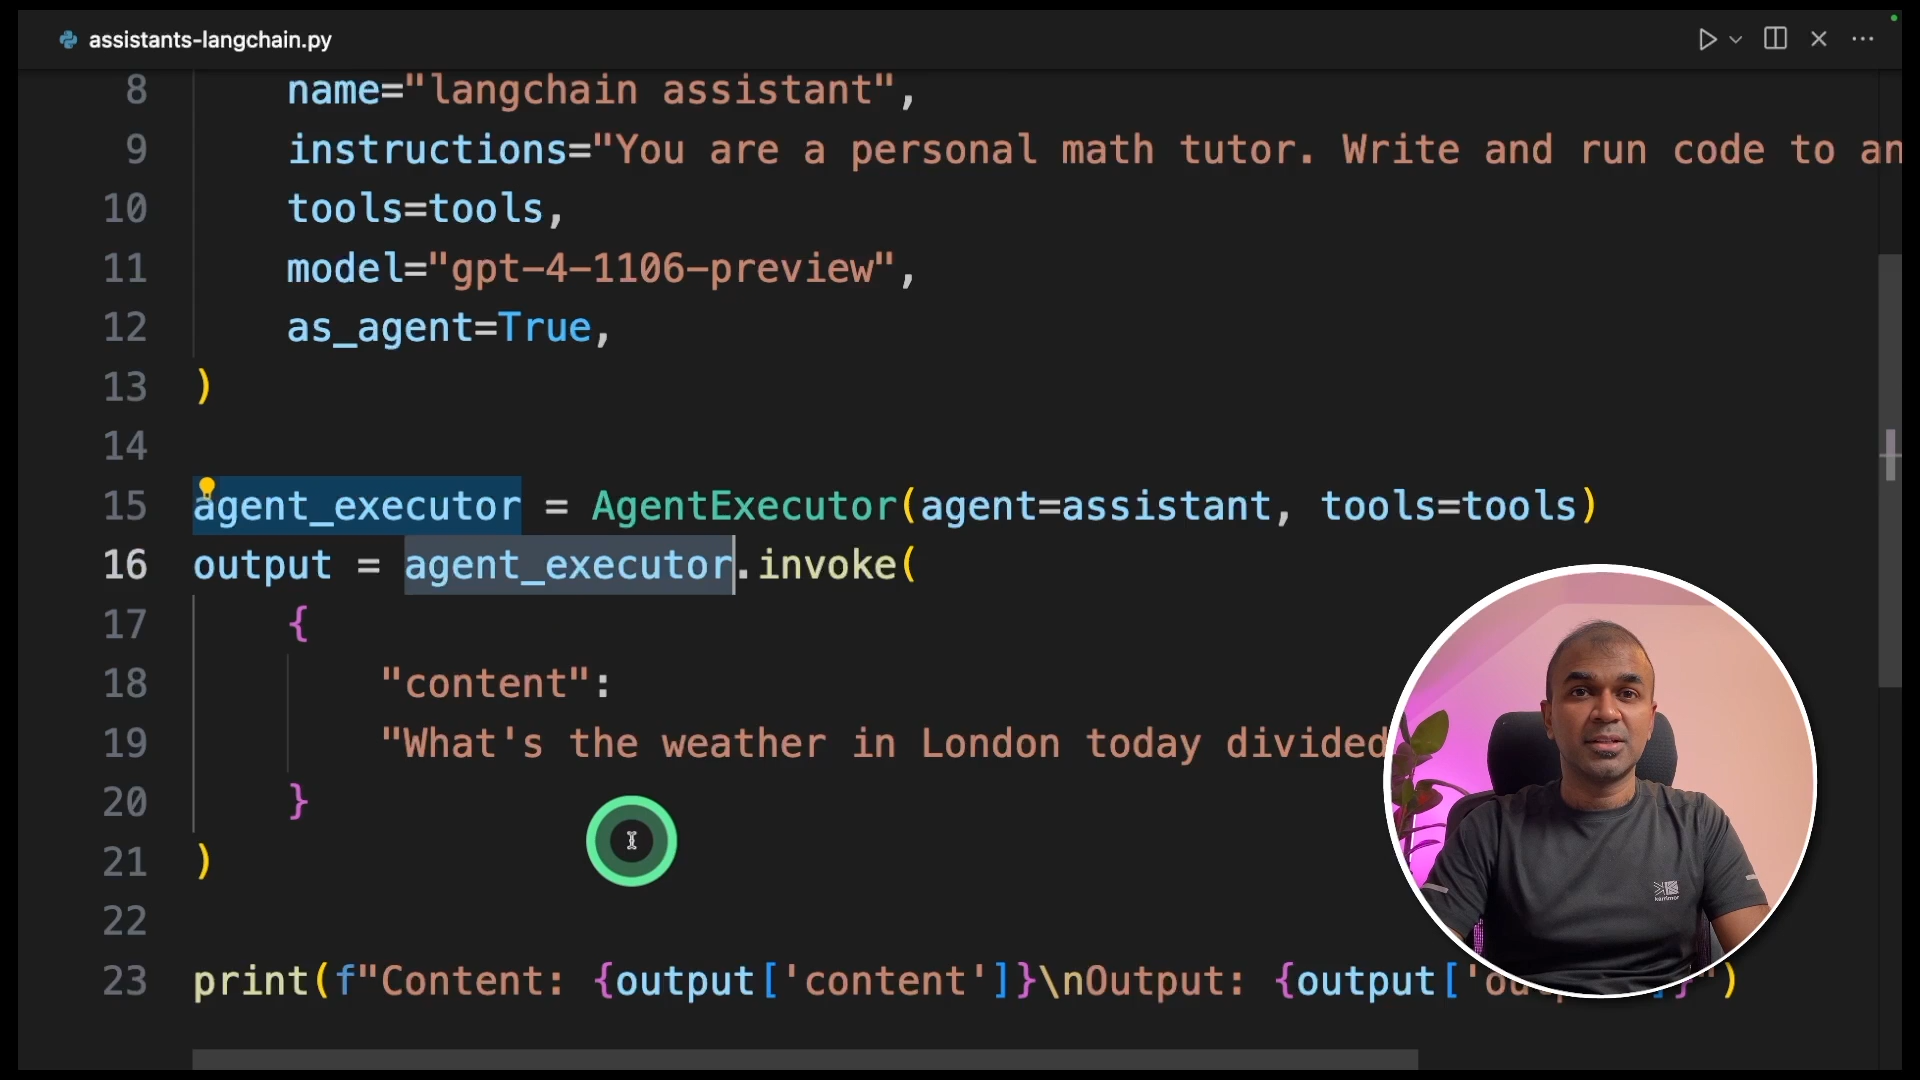 assistants-langchain.py
8 name="langchain assistant",
9 instructions="You are a personal math tutor. Write and run code to an
10 tools=tools,
11 model="gpt-4-1106-preview",
12 as_agent=True,
13 )
14
15 agent_executor = AgentExecutor(agent=assistant, tools=tools)
16 output = agent_executor.invoke(
17 {
18 "content":
19 "What's the weather in London today divided
20 }
21 )
22
23 print(f"Content: {output['content']}\nOutput: {output['output']}")
karrimor